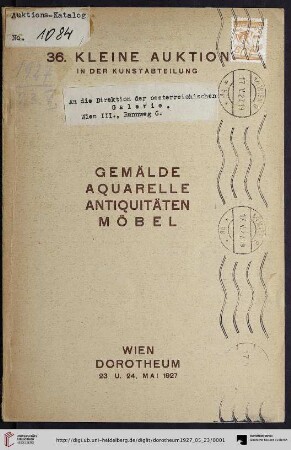 Auktions-Katalog
No. 1084
36. KLEINE AUKTION
IN DER KUNSTABTEILUNG
An die Direktion der oesterreichischen
Galerie,
Wien III., Rennweg 6.
GEMÄLDE
AQUARELLE
ANTIQUITÄTEN
MÖBEL
WIEN
DOROTHEUM
23. U. 24. MAI 1927
http://digi.ub.uni-heidelberg.de/diglit/dorotheum1927_05_23/0001